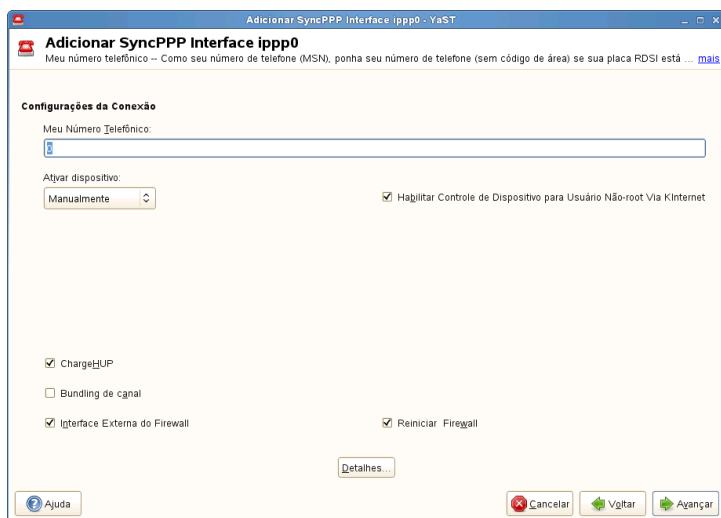 Adicionar SyncPPP Interface ippp0 - YaST
Adicionar SyncPPP Interface ippp0
Meu número telefônico -- Como seu número de telefone (MSN), ponha seu número de telefone (sem código de área) se sua placa RDSI está ... mais
Configurações da Conexão
Meu Número Telefônico:
0
Ativar dispositivo:
Manualmente
Habilitar Controle de Dispositivo para Usuário Não-root Via KInternet
ChargeHUP
Bundling de canal
Interface Externa do Firewall
Reiniciar Firewall
Detalhes...
Ajuda
Cancelar
Voltar
Avançar